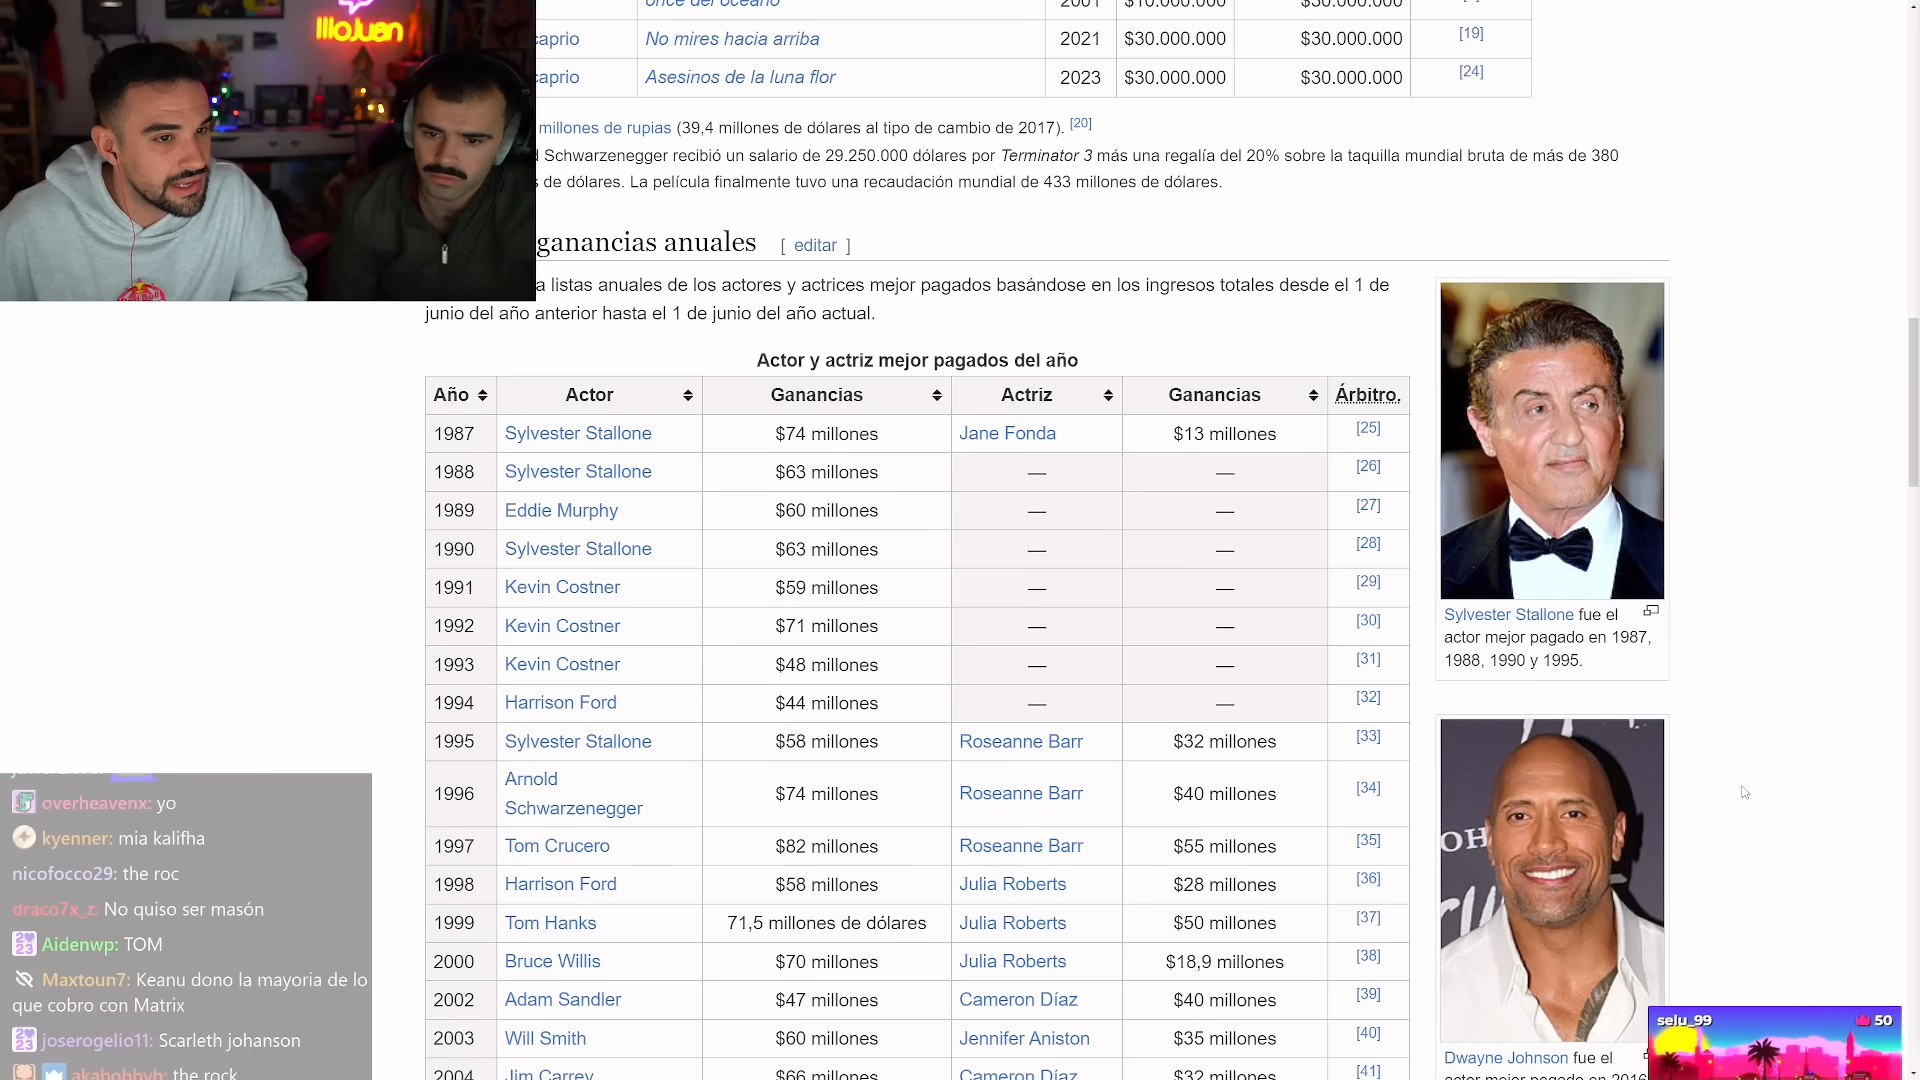 IlloJuan
once del océano 2001 $10.000.000 $30.000.000
caprio No mires hacia arriba 2021 $30.000.000 $30.000.000 [19]
caprio Asesinos de la luna flor 2023 $30.000.000 $30.000.000 [24]
millones de rupias (39,4 millones de dólares al tipo de cambio de 2017). [20]
d Schwarzenegger recibió un salario de 29.250.000 dólares por Terminator 3 más una regalía del 20% sobre la taquilla mundial bruta de más de 380
s de dólares. La película finalmente tuvo una recaudación mundial de 433 millones de dólares.
ganancias anuales [ editar ]
a listas anuales de los actores y actrices mejor pagados basándose en los ingresos totales desde el 1 de
junio del año anterior hasta el 1 de junio del año actual.
Actor y actriz mejor pagados del año
Año Actor Ganancias Actriz Ganancias Árbitro.
1987 Sylvester Stallone $74 millones Jane Fonda $13 millones [25]
1988 Sylvester Stallone $63 millones — — [26]
1989 Eddie Murphy $60 millones — — [27]
1990 Sylvester Stallone $63 millones — — [28]
1991 Kevin Costner $59 millones — — [29]
1992 Kevin Costner $71 millones — — [30]
1993 Kevin Costner $48 millones — — [31]
1994 Harrison Ford $44 millones — — [32]
1995 Sylvester Stallone $58 millones Roseanne Barr $32 millones [33]
1996 Arnold
Schwarzenegger $74 millones Roseanne Barr $40 millones [34]
1997 Tom Crucero $82 millones Roseanne Barr $55 millones [35]
1998 Harrison Ford $58 millones Julia Roberts $28 millones [36]
1999 Tom Hanks 71,5 millones de dólares Julia Roberts $50 millones [37]
2000 Bruce Willis $70 millones Julia Roberts $18,9 millones [38]
2002 Adam Sandler $47 millones Cameron Díaz $40 millones [39]
2003 Will Smith $60 millones Jennifer Aniston $35 millones [40]
2004 Jim Carrey $66 millones Cameron Díaz $32 millones [41]
Sylvester Stallone fue el
actor mejor pagado en 1987,
1988, 1990 y 1995.
Dwayne Johnson fue el
actor mejor pagado en 2016
overheavenx: yo
kyenner: mia kalifha
nicofocco29: the roc
draco7x_z: No quiso ser masón
Aidenwp: TOM
Maxtoun7: Keanu dono la mayoria de lo
que cobro con Matrix
joserogelio11: Scarleth johanson
akahobbyh: the rock
selu_99 50